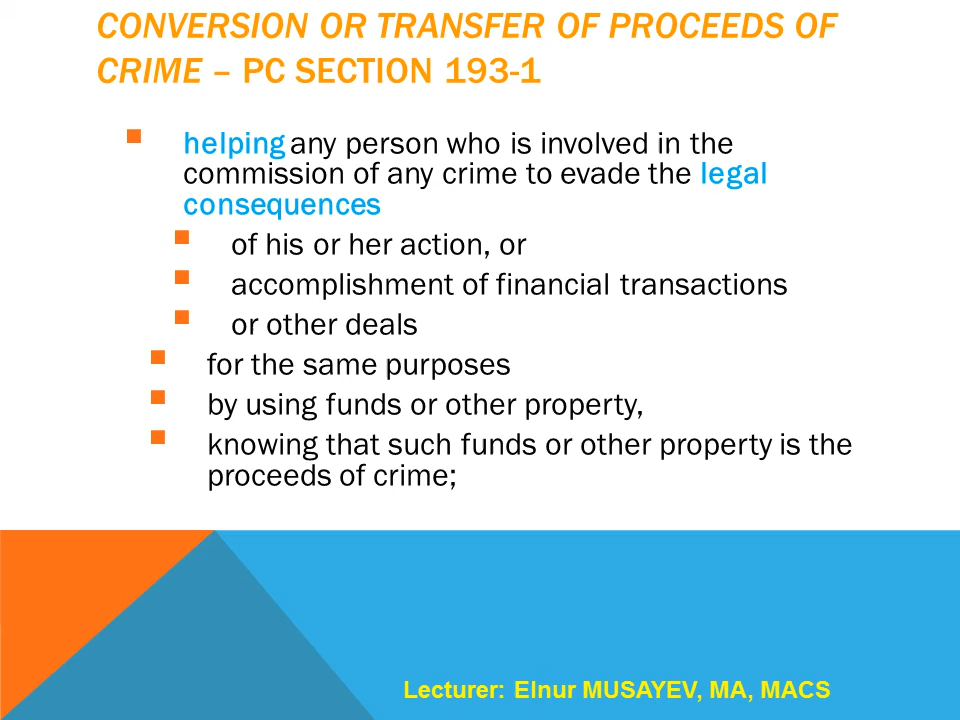 CONVERSION OR TRANSFER OF PROCEEDS OF
CRIME – PC SECTION 193-1
helping any person who is involved in the
commission of any crime to evade the legal
consequences
of his or her action, or
accomplishment of financial transactions
or other deals
for the same purposes
by using funds or other property,
knowing that such funds or other property is the
proceeds of crime;
Lecturer: Elnur MUSAYEV, MA, MACS